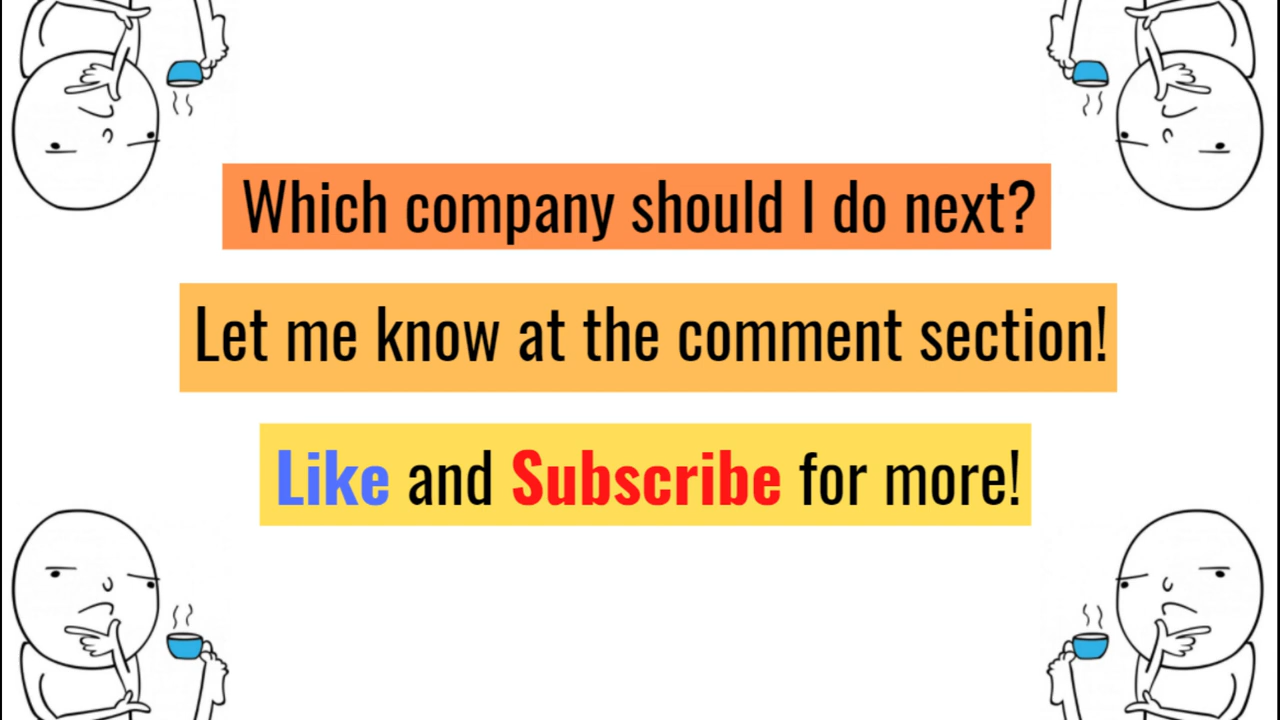 Which company should I do next?
Let me know at the comment section!
Like and Subscribe for more!